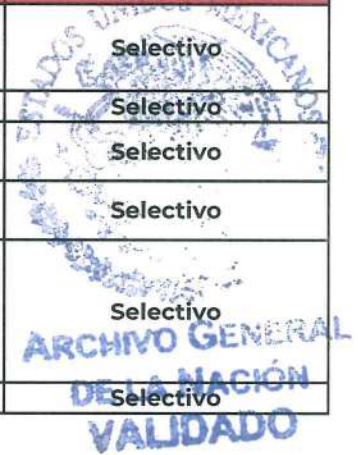 ESTADOS UNIDOS MEXICANOS
Selectivo
Selectivo
Selectivo
Selectivo
Selectivo
ARCHIVO GENERAL
DE LA NACIÓN
Selectivo
VALIDADO